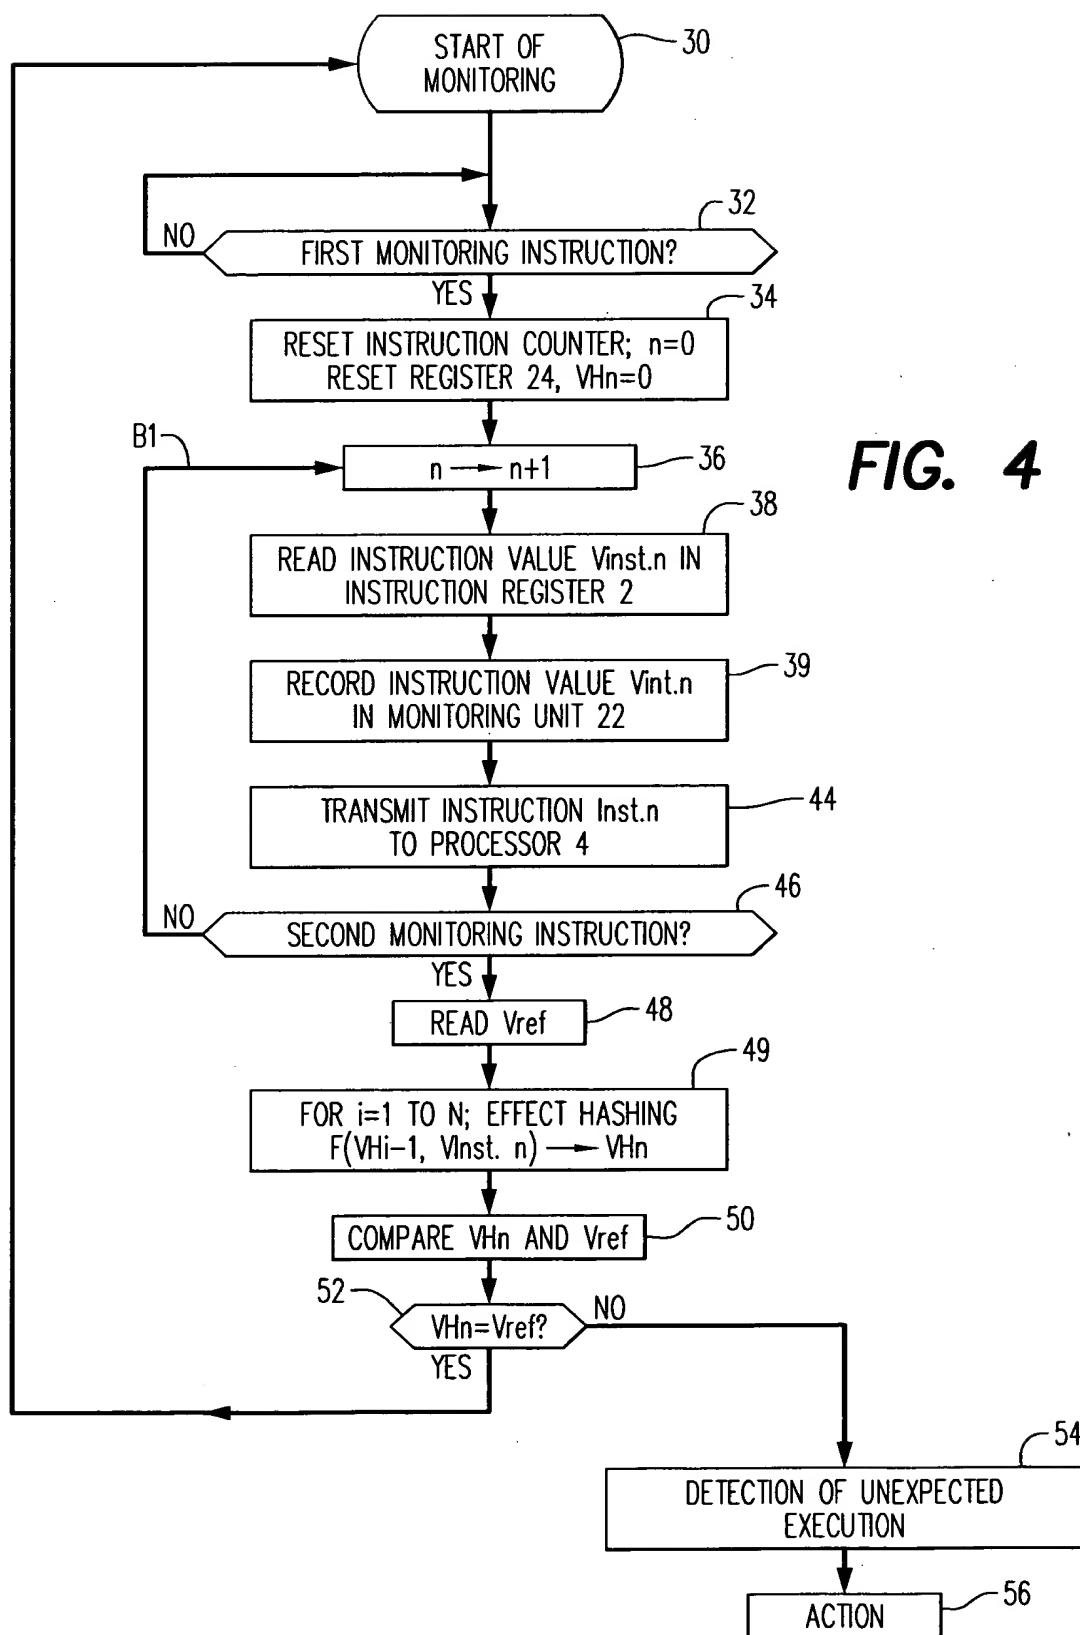 START OF
MONITORING
30
32
NO
FIRST MONITORING INSTRUCTION?
YES
34
RESET INSTRUCTION COUNTER; n=0
RESET REGISTER 24, VHn=0
B1
n → n+1
36
FIG. 4
38
READ INSTRUCTION VALUE Vinst.n IN
INSTRUCTION REGISTER 2
39
RECORD INSTRUCTION VALUE Vint.n
IN MONITORING UNIT 22
44
TRANSMIT INSTRUCTION Inst.n
TO PROCESSOR 4
46
NO
SECOND MONITORING INSTRUCTION?
YES
READ Vref
48
49
FOR i=1 TO N; EFFECT HASHING
F(VHi-1, VInst. n) → VHn
50
COMPARE VHn AND Vref
52
VHn=Vref?
NO
YES
54
DETECTION OF UNEXPECTED
EXECUTION
56
ACTION